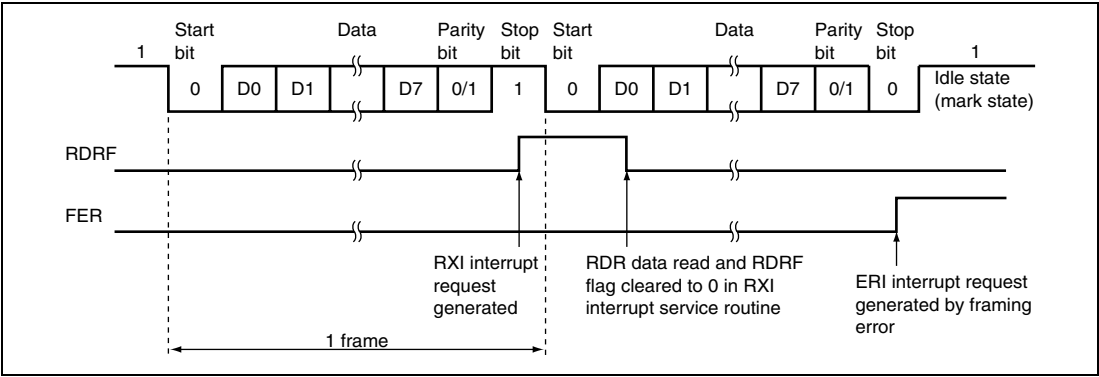 Start bit Data Parity bit Stop bit Start bit Data Parity bit Stop bit
1 1
0 D0 D1 D7 0/1 1 0 D0 D1 D7 0/1 0 Idle state
(mark state)
RDRF
FER
RXI interrupt
request
generated
RDR data read and RDRF
flag cleared to 0 in RXI
interrupt service routine
ERI interrupt request
generated by framing
error
1 frame